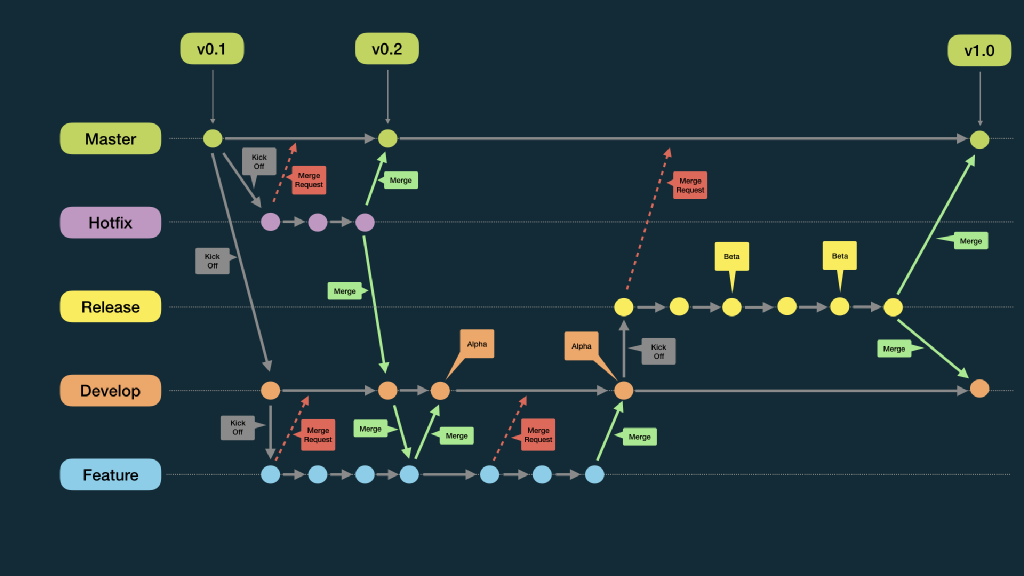 v0.1
v0.2
v1.0
Master
Kick
Off
Merge
Request
Merge
Merge
Request
Hotfix
Kick
Off
Merge
Beta
Beta
Merge
Release
Alpha
Alpha
Kick
Off
Merge
Develop
Kick
Off
Merge
Request
Merge
Merge
Merge
Request
Merge
Feature